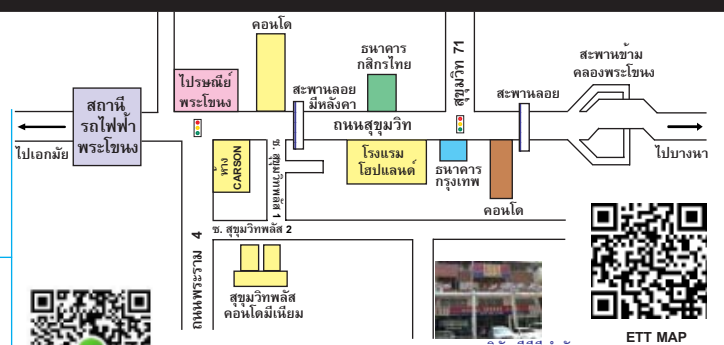 คอนโด
ธนาคาร
กสิกรไทย
สุขุมวิท 71
สะพานข้าม
คลองพระโขนง
ไปรษณีย์
พระโขนง
สะพานลอย
มีหลังคา
สะพานลอย
สถานี
รถไฟฟ้า
พระโขนง
ถนนสุขุมวิท
ไปเอกมัย
ไปบางนา
ห้าง
CARSON
ซ. สุขุมวิทพลัส 1
โรงแรม
โฮปแลนด์
ธนาคาร
กรุงเทพ
คอนโด
ซ. สุขุมวิทพลัส 2
ถนนพระราม 4
สุขุมวิทพลัส
คอนโดมีเนียม
ETT MAP